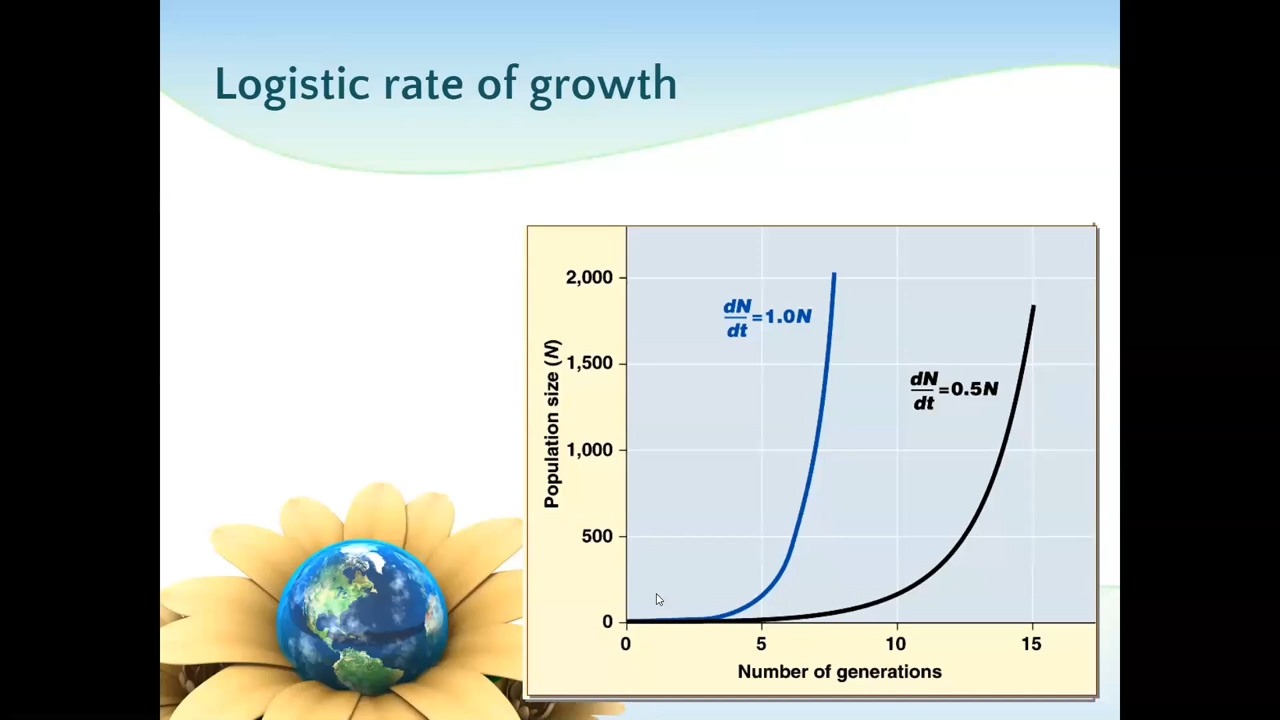 Logistic rate of growth
2,000
1,500
1,000
500
0
Population size (N)
dN
dt
=1.0N
dN
dt
=0.5N
0 5 10 15
Number of generations